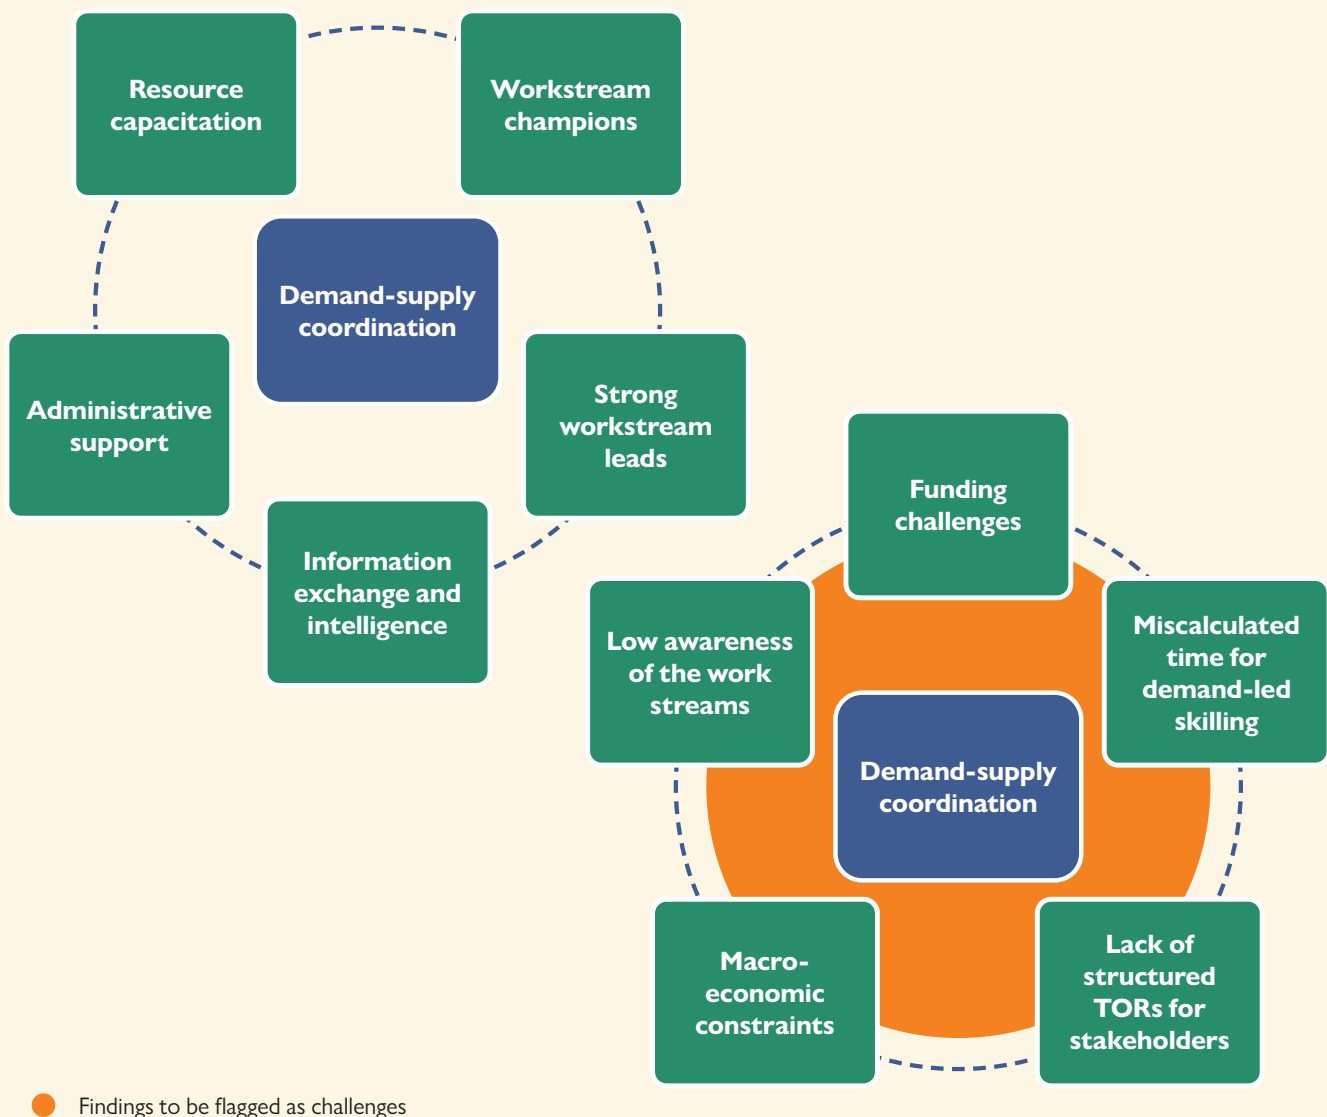 Resource
capacitation
Workstream
champions
Demand-supply
coordination
Administrative
support
Strong
workstream
leads
Information
exchange and
intelligence
Funding
challenges
Low awareness
of the work
streams
Miscalculated
time for
demand-led
skilling
Demand-supply
coordination
Macro-
economic
constraints
Lack of
structured
TORs for
stakeholders
Findings to be flagged as challenges